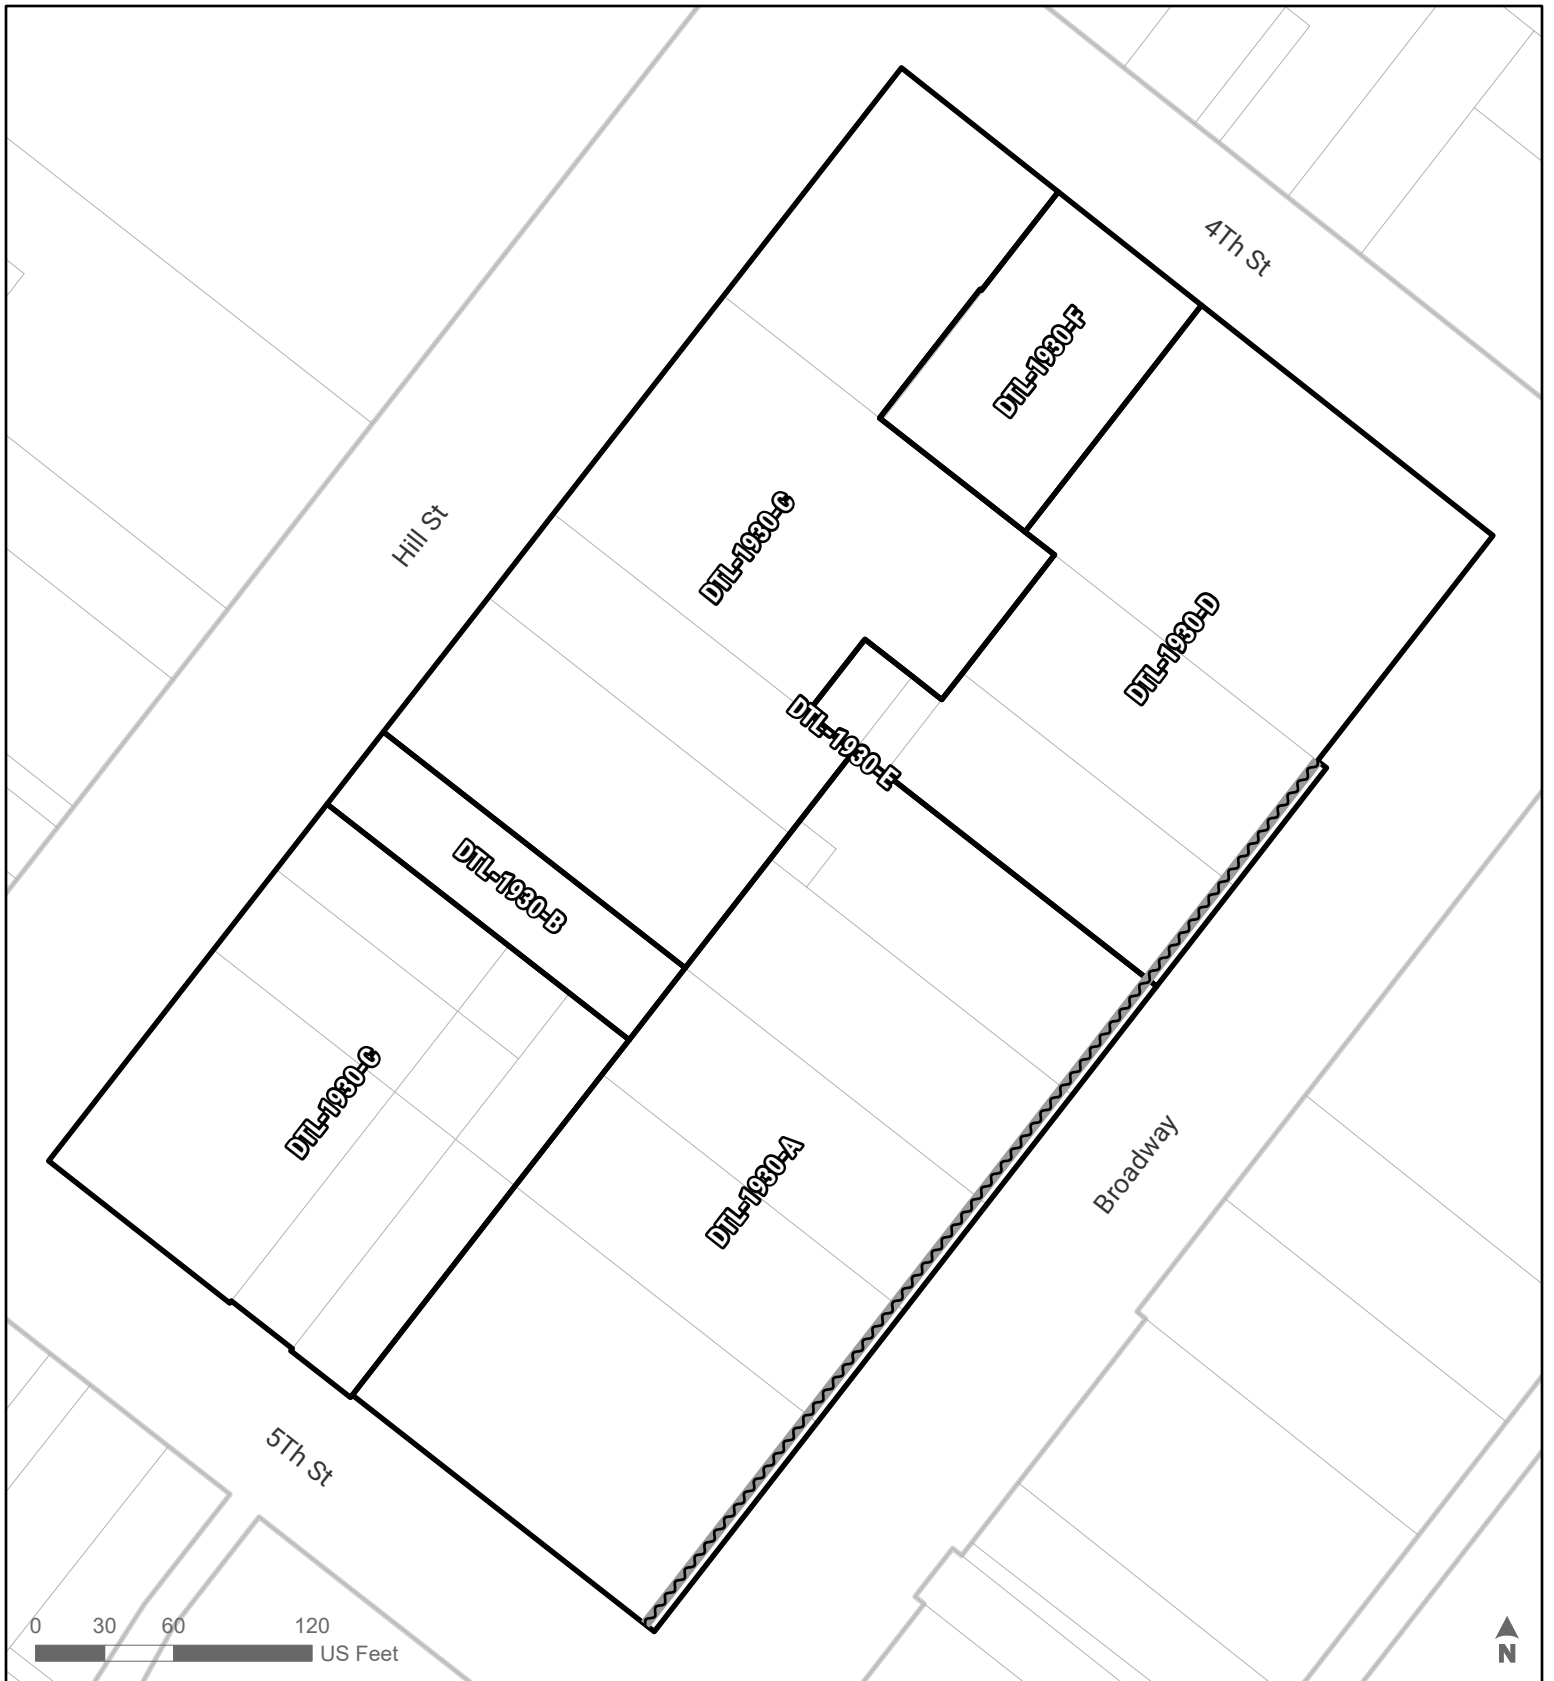 4Th St
DTL-1930-F
Hill St
DTL-1930-C
DTL-1930-D
DTL-1930-E
DTL-1930-B
DTL-1930-C
DTL-1930-A
Broadway
5Th St
0 30 60 120
US Feet
N